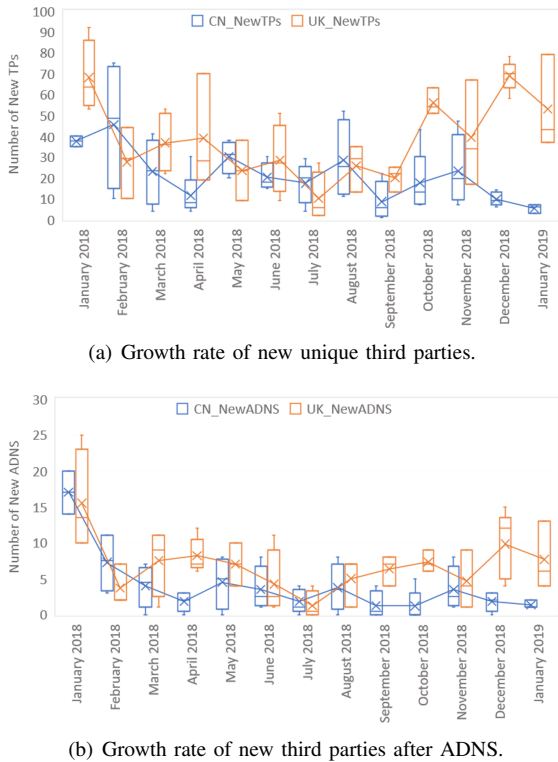 100
90
80
70
60
50
40
30
20
10
0
Number of New TPs
CN_NewTPs UK_NewTPs
January 2018
February 2018
March 2018
April 2018
May 2018
June 2018
July 2018
August 2018
September 2018
October 2018
November 2018
December 2018
January 2019
(a) Growth rate of new unique third parties.
30
25
20
15
10
5
0
Number of New ADNS
CN_NewADNS UK_NewADNS
January 2018
February 2018
March 2018
April 2018
May 2018
June 2018
July 2018
August 2018
September 2018
October 2018
November 2018
December 2018
January 2019
(b) Growth rate of new third parties after ADNS.